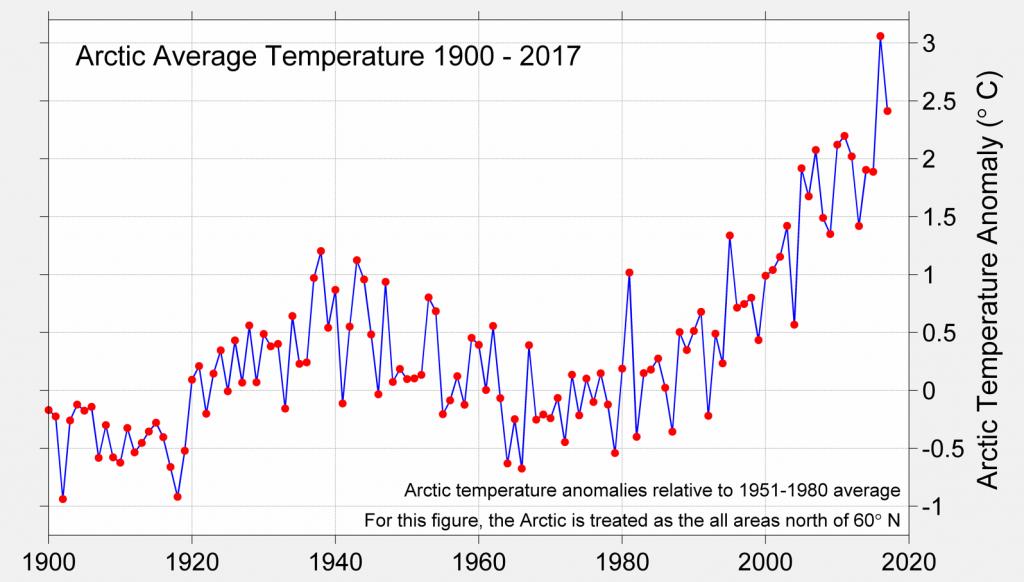 Arctic Average Temperature 1900 - 2017
3
2.5
2
1.5
1
0.5
0
-0.5
-1
Arctic Temperature Anomaly (° C)
Arctic temperature anomalies relative to 1951-1980 average
For this figure, the Arctic is treated as the all areas north of 60° N
1900 1920 1940 1960 1980 2000 2020